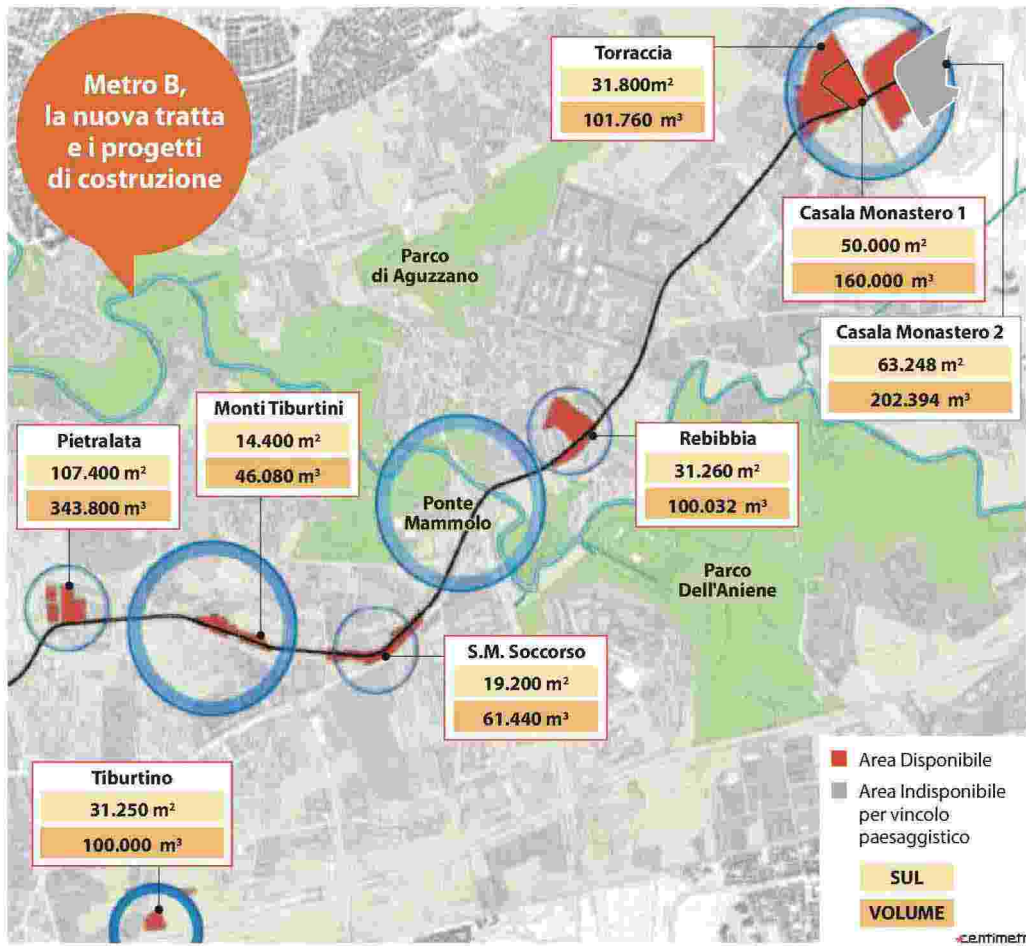 Metro B,
la nuova tratta
e i progetti
di costruzione
Torraccia
31.800m²
101.760 m³
Casala Monastero 1
50.000 m²
160.000 m³
Casala Monastero 2
63.248 m²
202.394 m³
Parco
di Aguzzano
Monti Tiburtini
14.400 m²
46.080 m³
Pietralata
107.400 m²
343.800 m³
Rebibbia
31.260 m²
100.032 m³
Ponte
Mammolo
Parco
Dell'Aniene
S.M. Soccorso
19.200 m²
61.440 m³
Tiburtino
31.250 m²
100.000 m³
Area Disponibile
Area Indisponibile
per vincolo
paesaggistico
SUL
VOLUME
centimetri